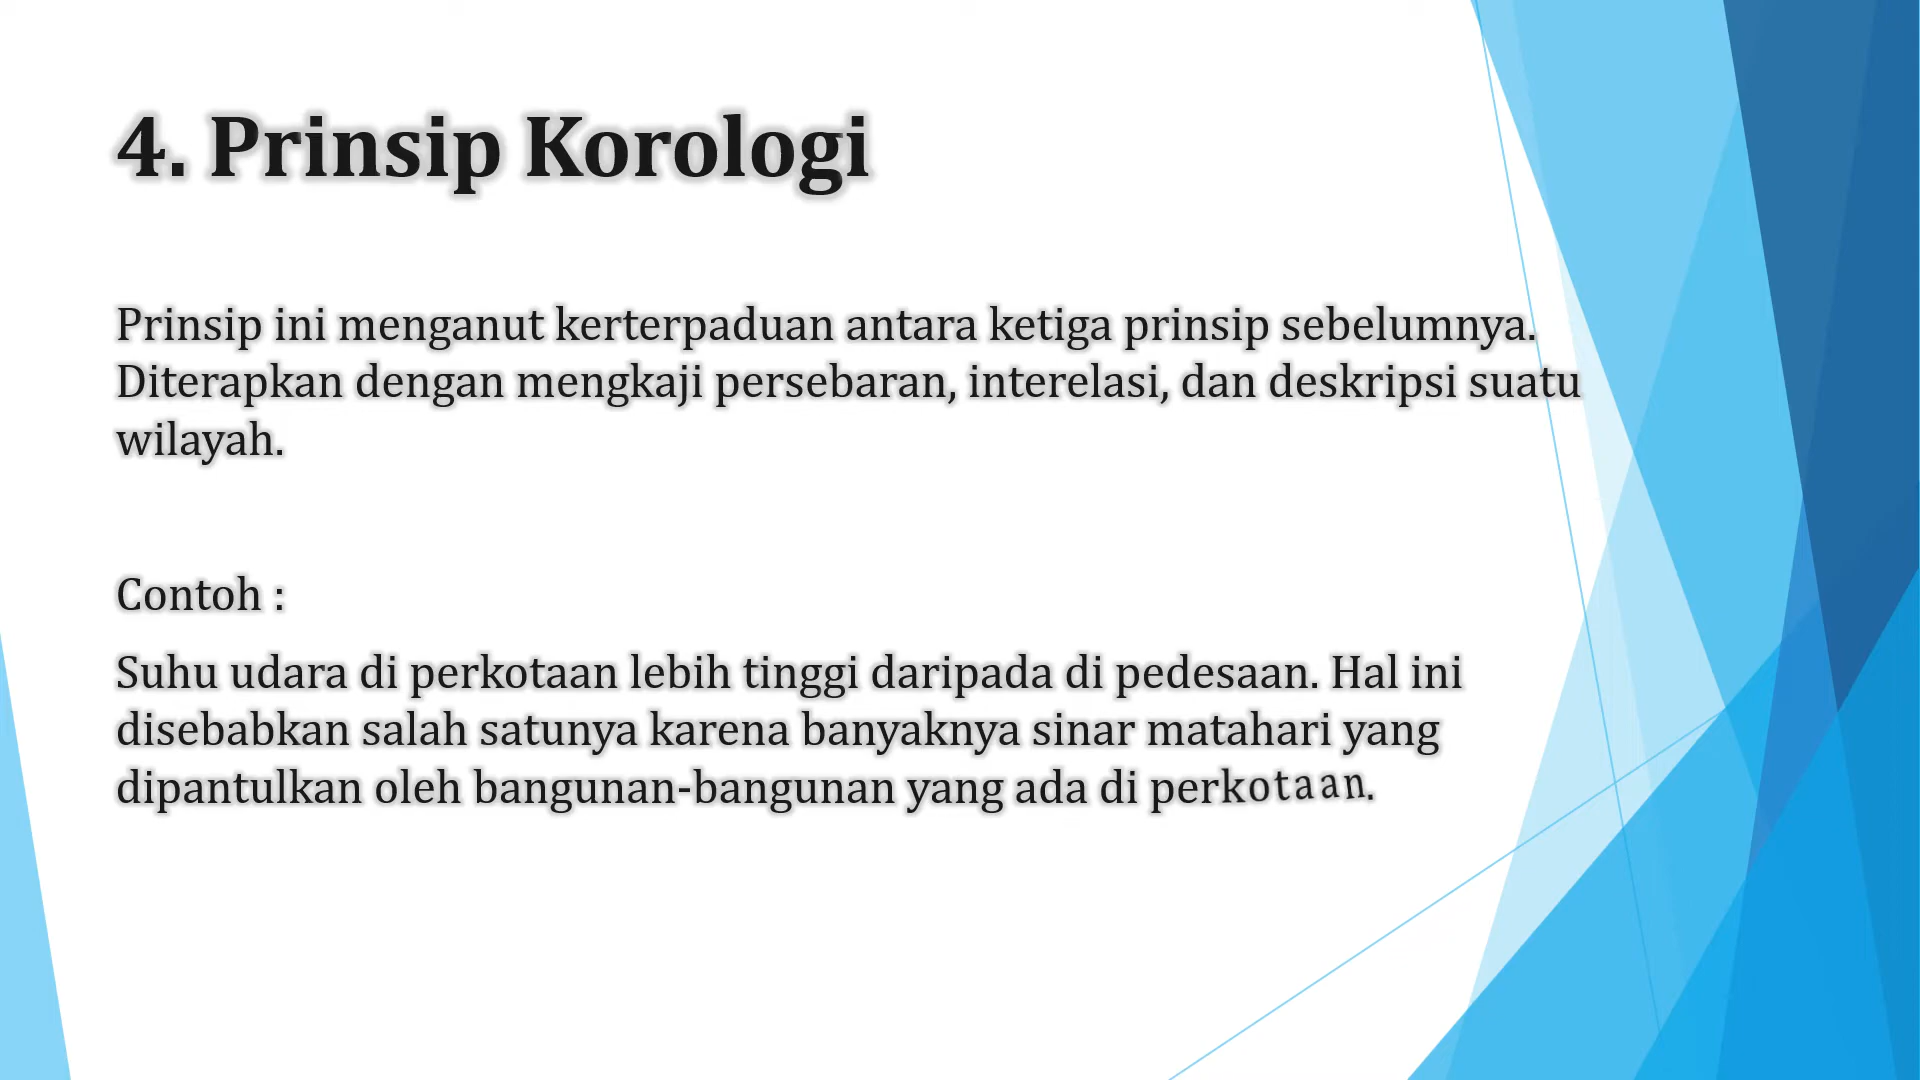 4. Prinsip Korologi
Prinsip ini menganut kerterpaduan antara ketiga prinsip sebelumnya.
Diterapkan dengan mengkaji persebaran, interelasi, dan deskripsi suatu
wilayah.
Contoh :
Suhu udara di perkotaan lebih tinggi daripada di pedesaan. Hal ini
disebabkan salah satunya karena banyaknya sinar matahari yang
dipantulkan oleh bangunan-bangunan yang ada di perkotaan.